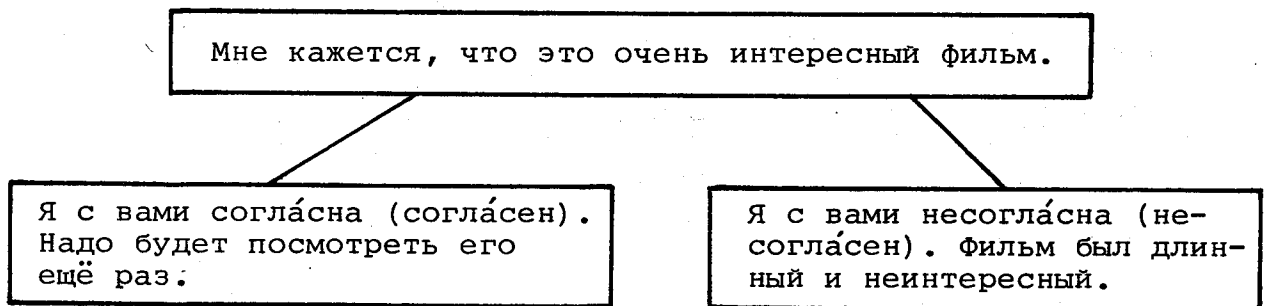 Мне кажется, что это очень интересный фильм.
Я с вами согла́сна (согла́сен).
Надо будет посмотреть его
ещё раз.
Я с вами несогла́сна (не-
согла́сен). Фильм был длин-
ный и неинтересный.